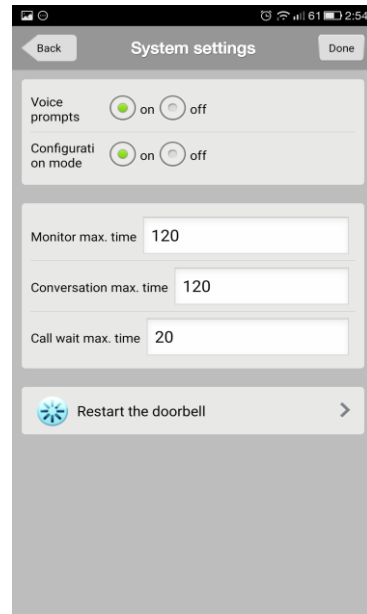 61 2:54
Back System settings Done
Voice
prompts on off
Configurati
on mode on off
Monitor max. time 120
Conversation max. time 120
Call wait max. time 20
Restart the doorbell